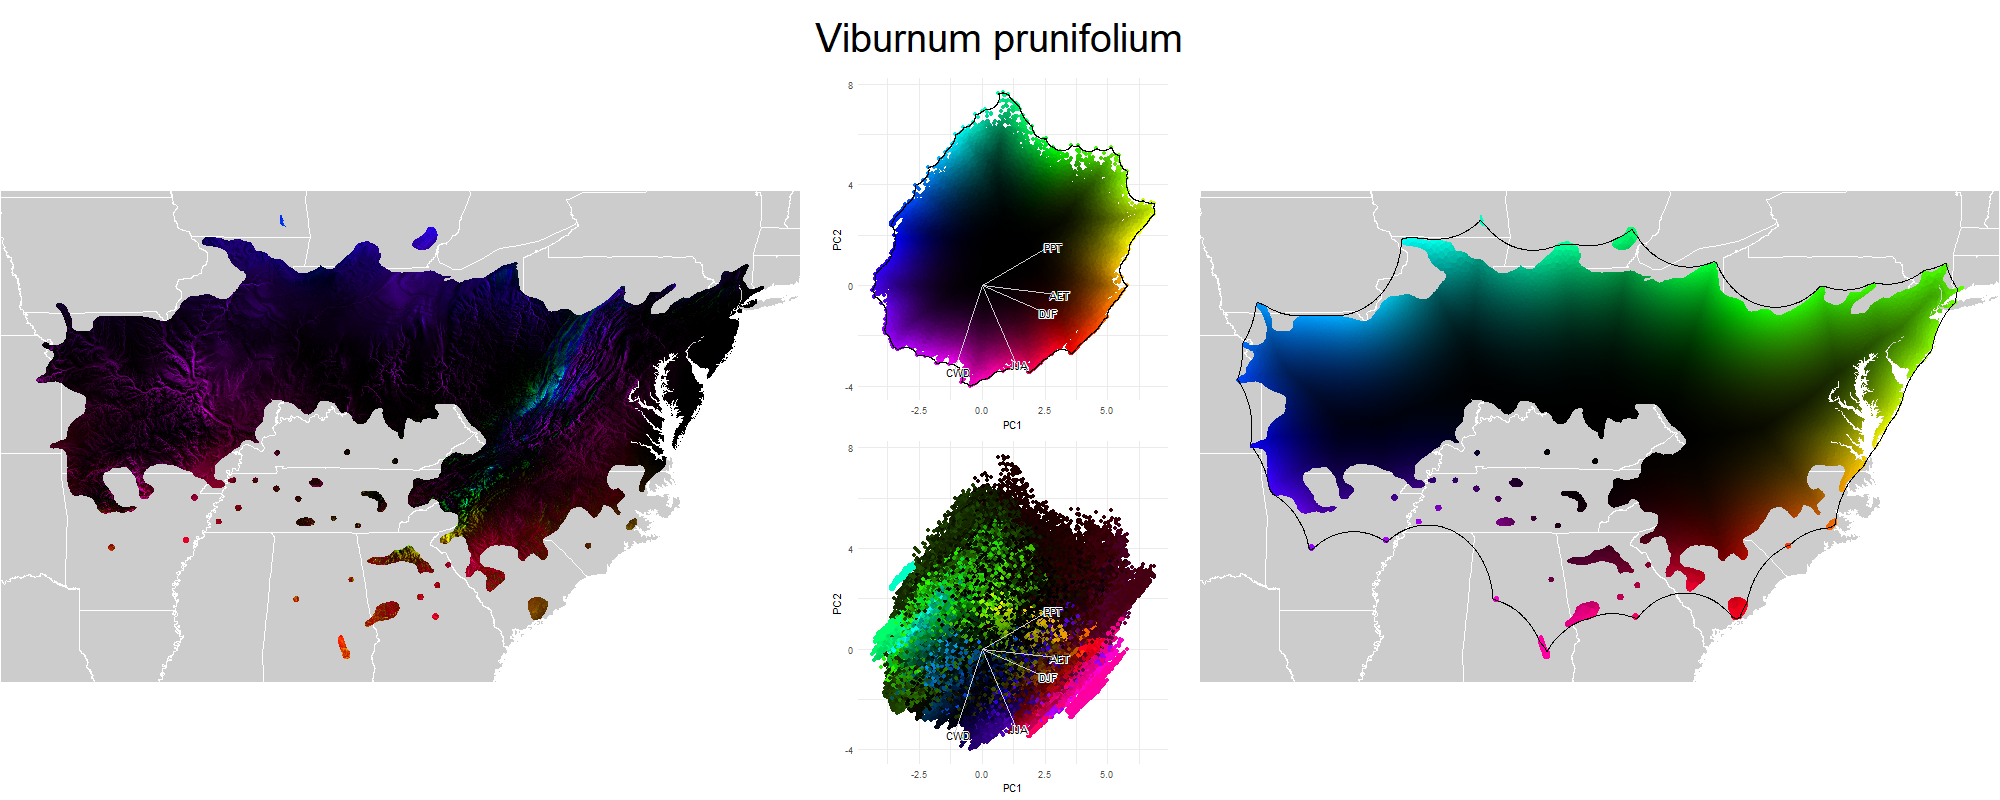 Viburnum prunifolium
8
4
0
-4
PC2
PPT
AET
DJF
CWD
JJA
-2.5 0.0 2.5 5.0
PC1
8
4
0
-4
PC2
PPT
AET
DJF
CWD
JJA
-2.5 0.0 2.5 5.0
PC1